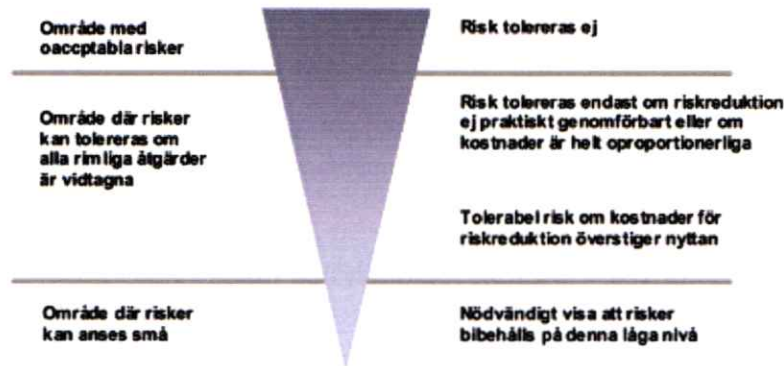 Område med
oaccptabla risker
Risk tolereras ej
Område där risker
kan tolereras om
alla rimliga åtgärder
är vidtagna
Risk tolereras endast om riskreduktion
ej praktiskt genomförbart eller om
kostnader är helt oproportionerliga
Tolerabel risk om kostnader för
riskreduktion överstiger nyttan
Område där risker
kan anses små
Nödvändigt visa att risker
bibehålls på denna låga nivå